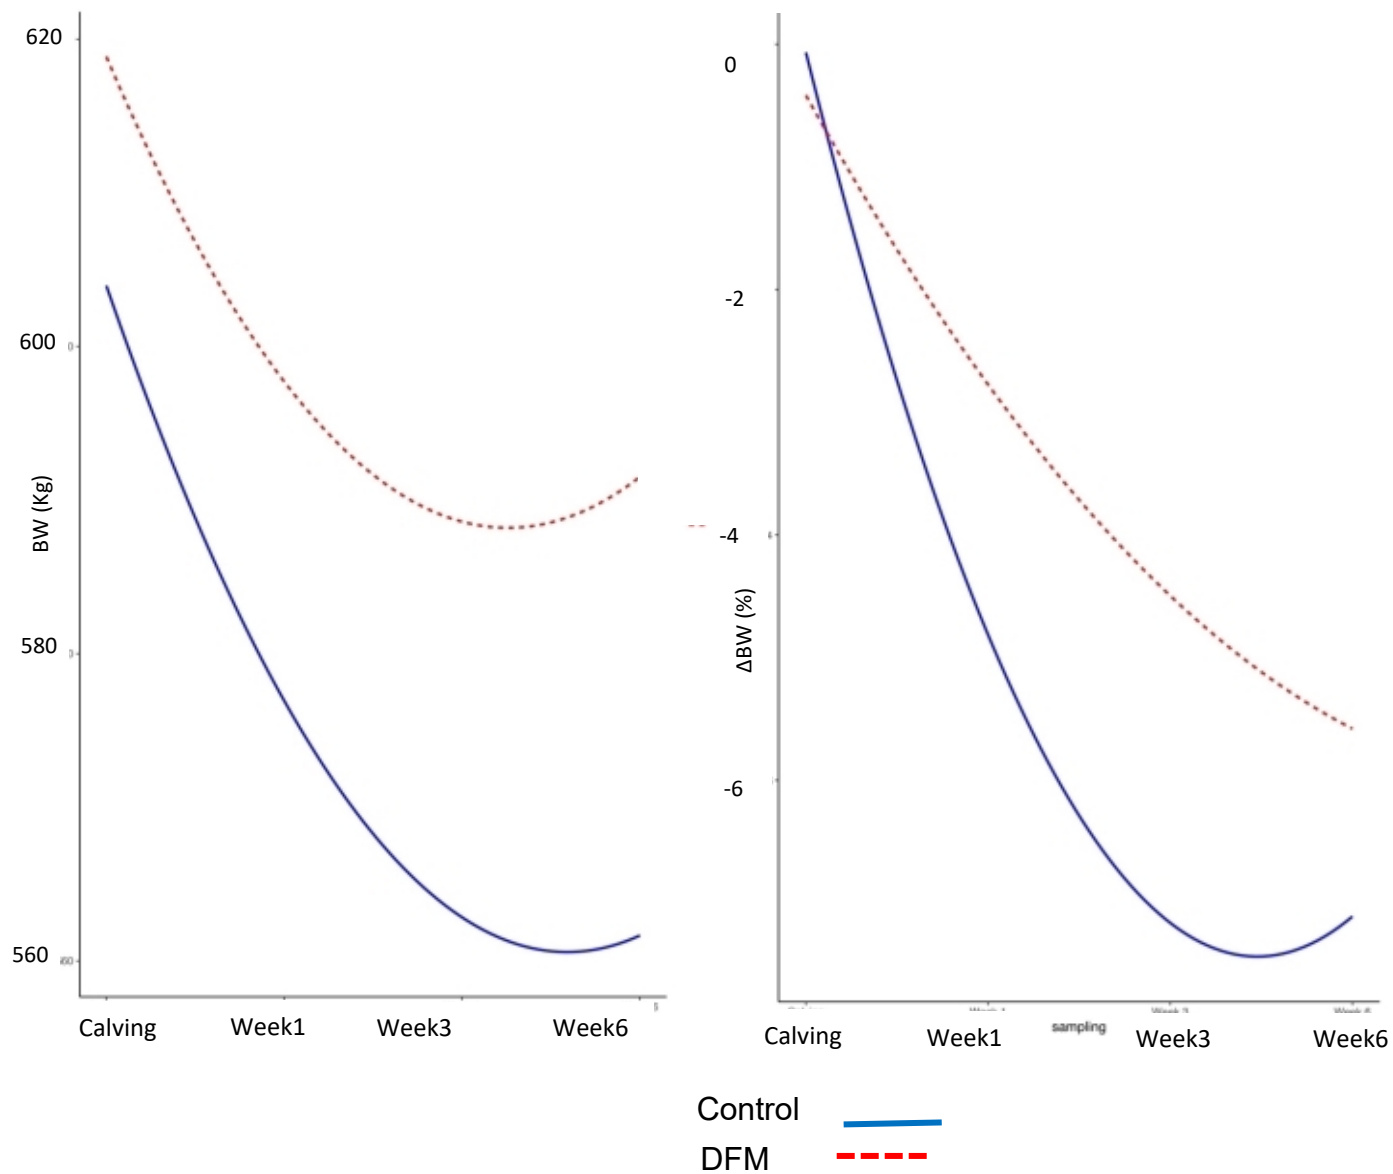 620
600
580
560
BW (Kg)
Calving Week1 Week3 Week6
0
-2
-4
-6
ΔBW (%)
sampling
Calving Week1 Week3 Week6
Control
DFM